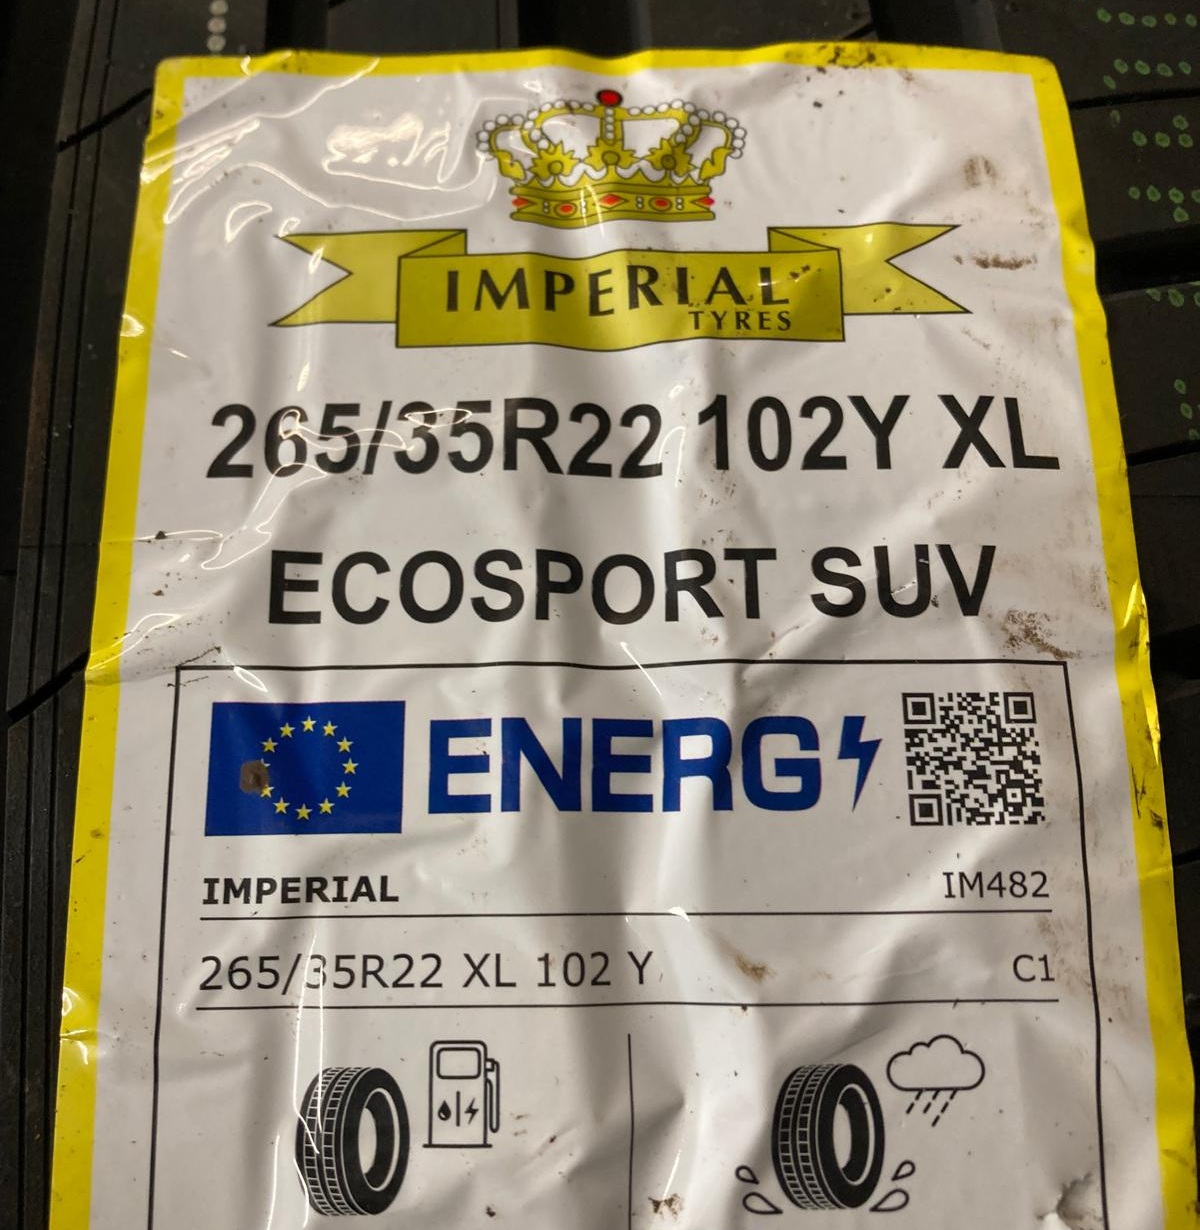 IMPERIAL
TYRES
265/35R22 102Y XL
ECOSPORT SUV
ENERG
IMPERIAL IM482
265/35R22 XL 102 Y C1